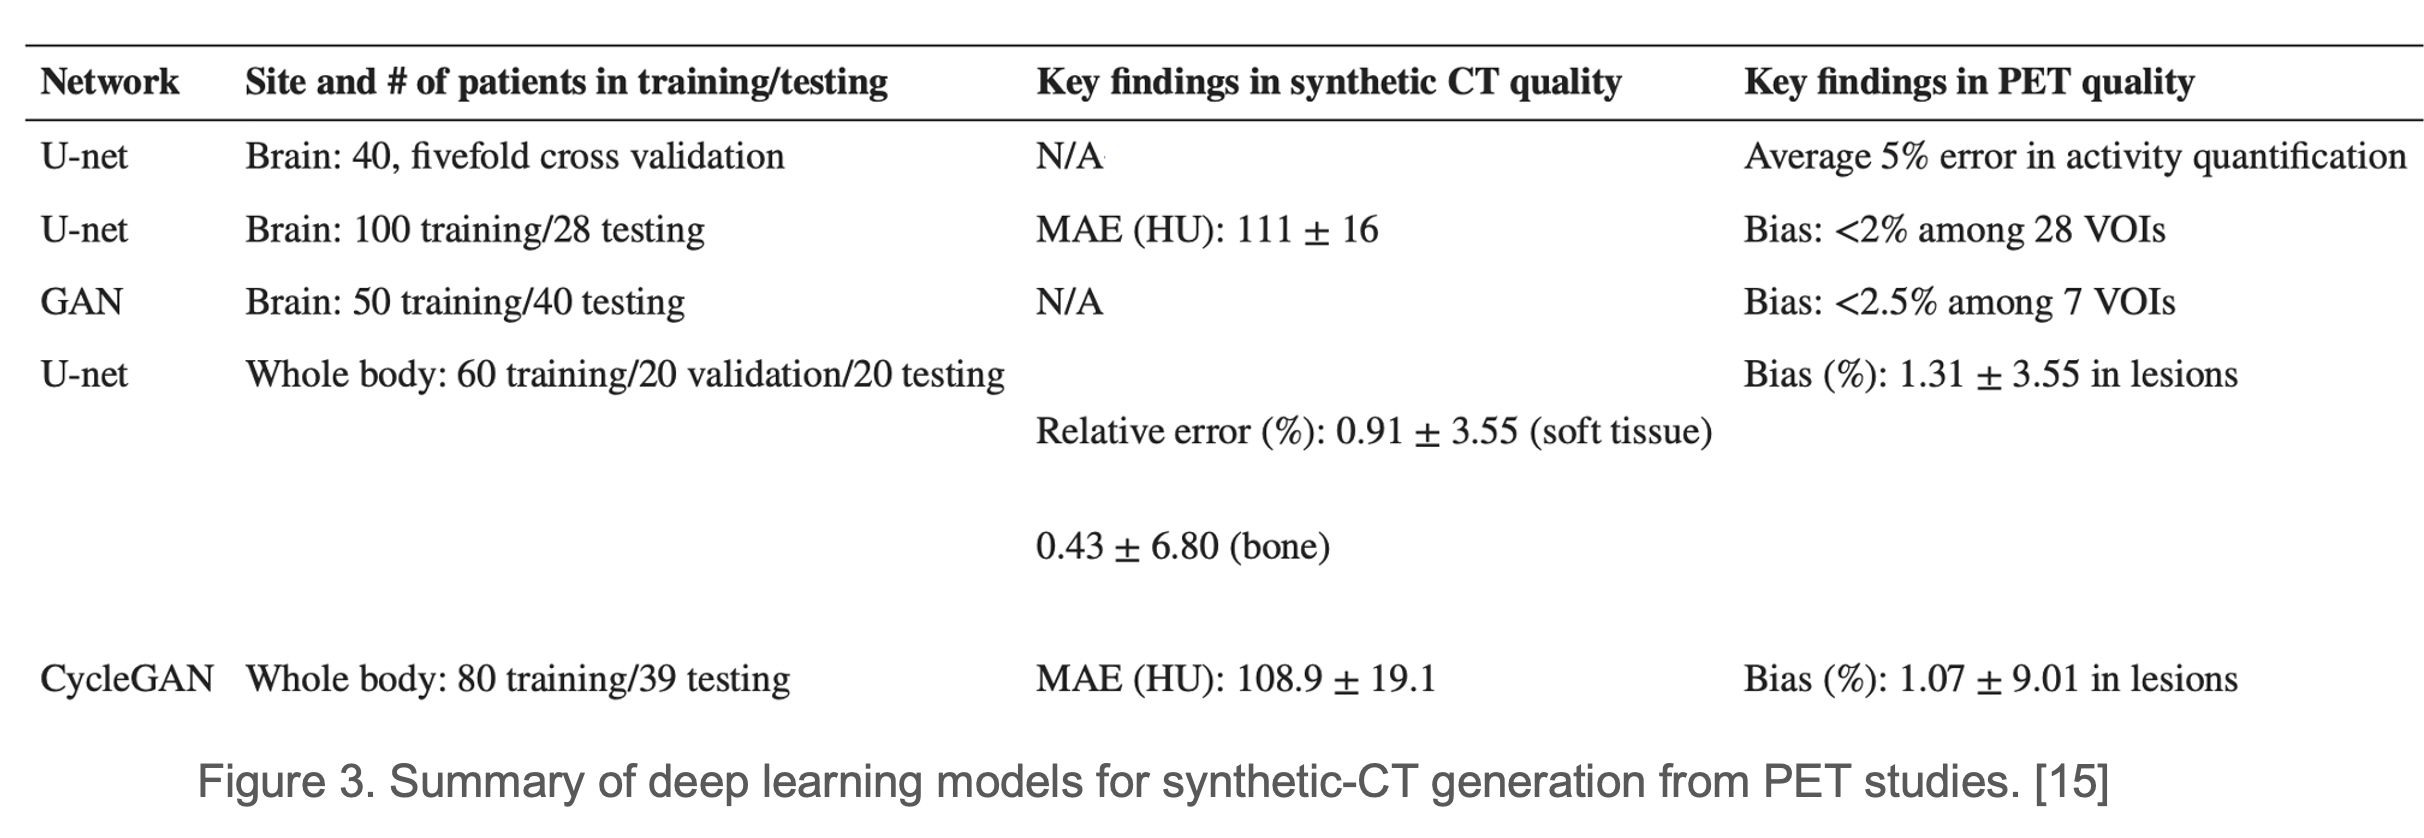 Network Site and # of patients in training/testing Key findings in synthetic CT quality Key findings in PET quality
U-net Brain: 40, fivefold cross validation N/A Average 5% error in activity quantification
U-net Brain: 100 training/28 testing MAE (HU): 111 ± 16 Bias: <2% among 28 VOIs
GAN Brain: 50 training/40 testing N/A Bias: <2.5% among 7 VOIs
U-net Whole body: 60 training/20 validation/20 testing Bias (%): 1.31 ± 3.55 in lesions
Relative error (%): 0.91 ± 3.55 (soft tissue)
0.43 ± 6.80 (bone)
CycleGAN Whole body: 80 training/39 testing MAE (HU): 108.9 ± 19.1 Bias (%): 1.07 ± 9.01 in lesions
Figure 3. Summary of deep learning models for synthetic-CT generation from PET studies. [15]